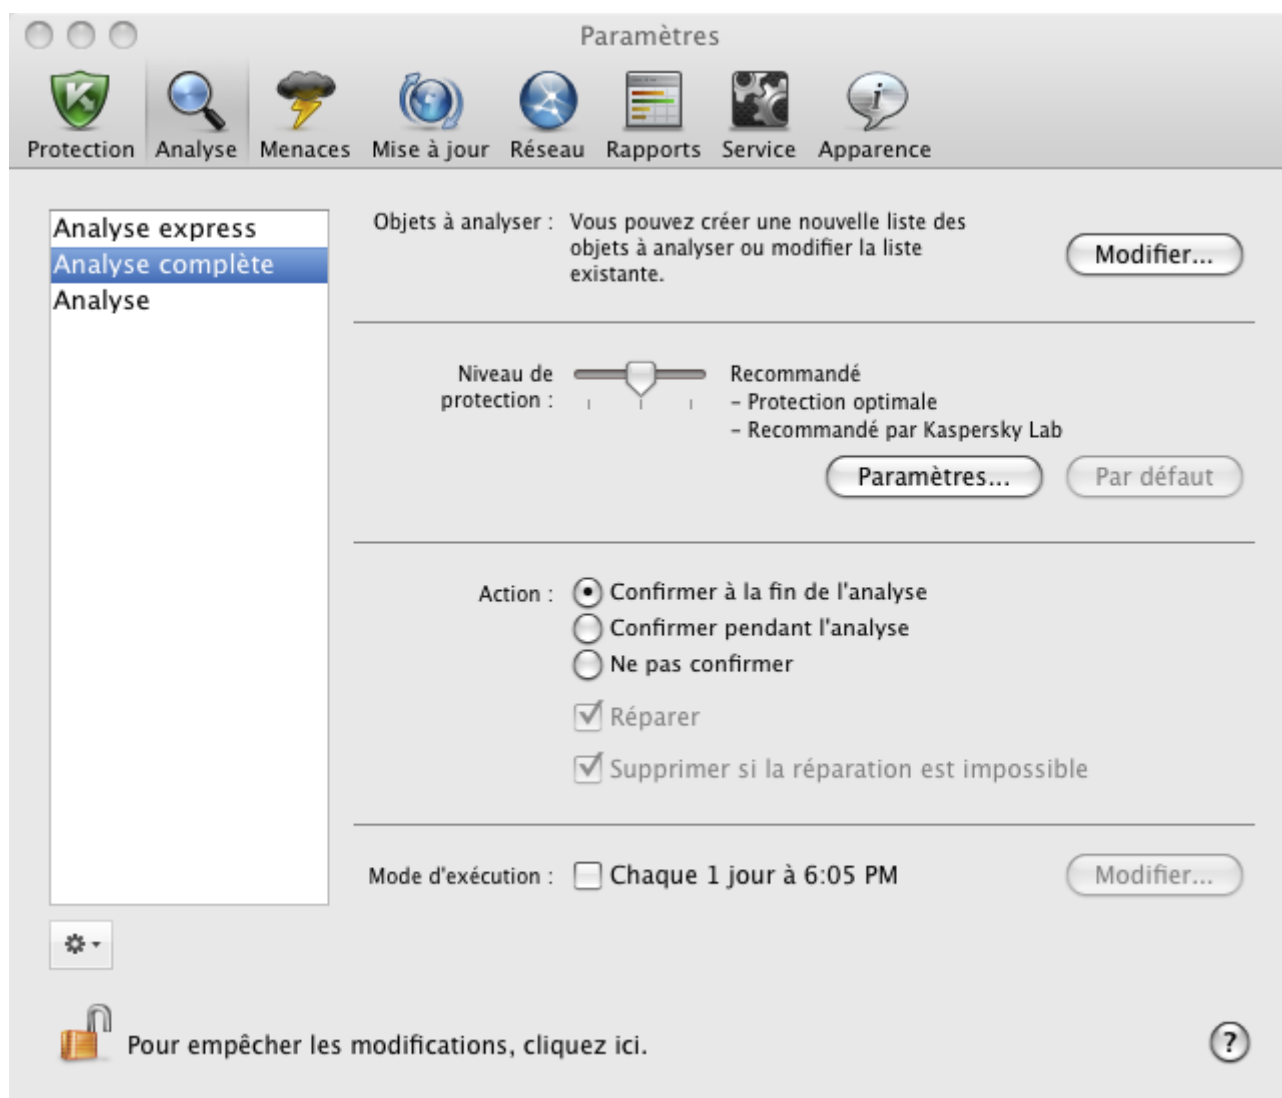 Paramètres
Protection Analyse Menaces Mise à jour Réseau Rapports Service Apparence
Analyse express
Analyse complète
Analyse
Objets à analyser : Vous pouvez créer une nouvelle liste des
objets à analyser ou modifier la liste
existante.
Modifier...
Niveau de
protection :
Recommandé
– Protection optimale
– Recommandé par Kaspersky Lab
Paramètres... Par défaut
Action : Confirmer à la fin de l'analyse
Confirmer pendant l'analyse
Ne pas confirmer
Réparer
Supprimer si la réparation est impossible
Mode d'exécution : Chaque 1 jour à 6:05 PM Modifier...
Pour empêcher les modifications, cliquez ici. ?